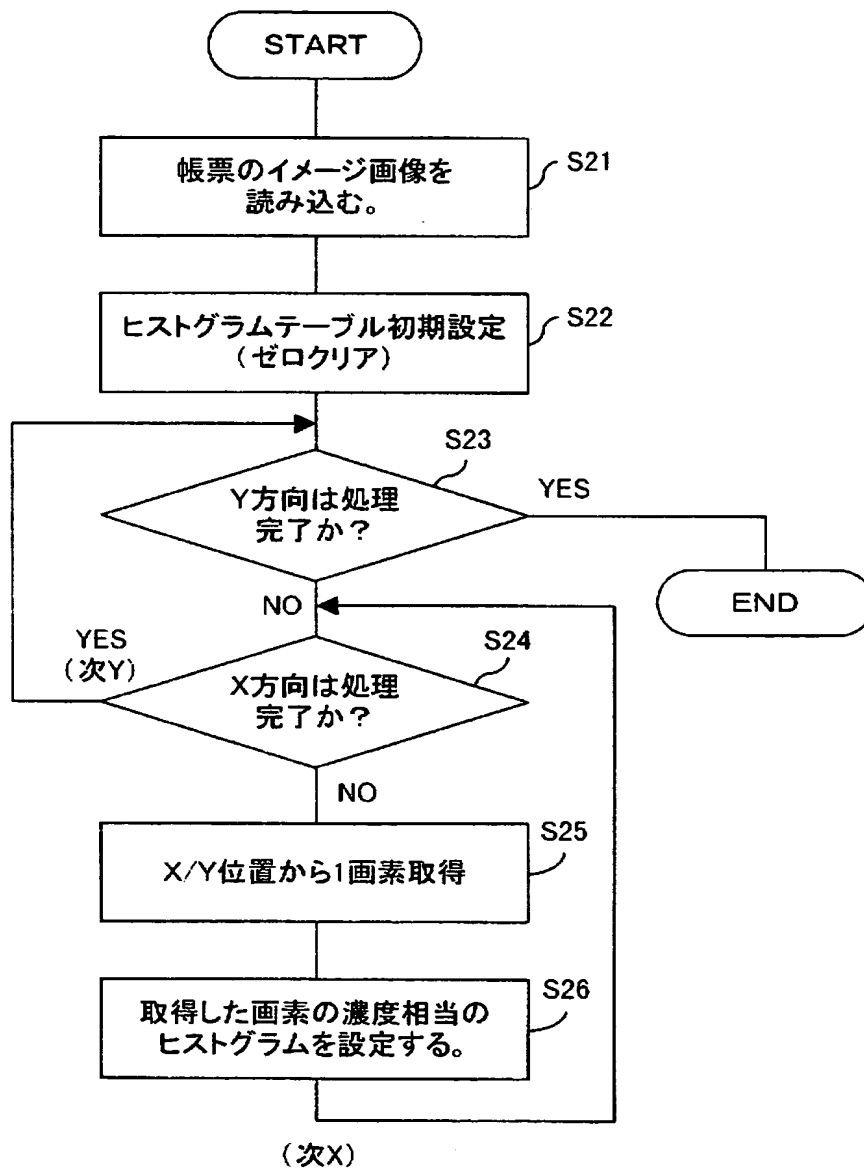 START
帳票のイメージ画像を
読み込む。
S21
ヒストグラムテーブル初期設定
(ゼロクリア)
S22
S23
Y方向は処理
完了か?
YES
END
NO
YES
(次Y)
S24
X方向は処理
完了か?
NO
S25
X/Y位置から1画素取得
S26
取得した画素の濃度相当の
ヒストグラムを設定する。
(次X)